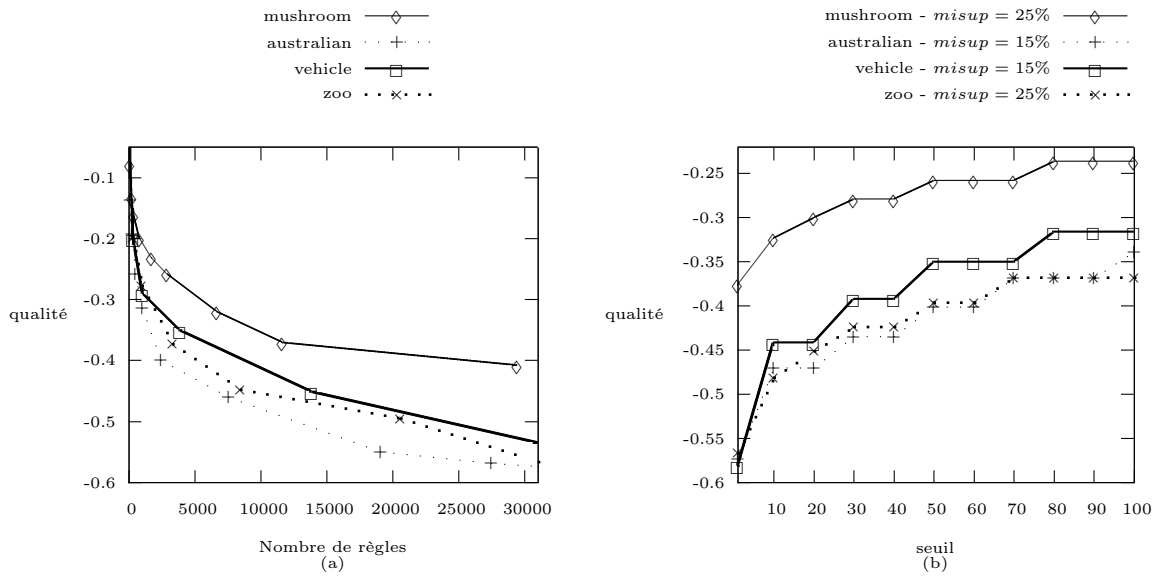 mushroom
australian
vehicle
zoo
-0.1
-0.2
-0.3
-0.4
-0.5
-0.6
qualité
0 5000 10000 15000 20000 25000 30000
Nombre de règles
(a)
mushroom - misup = 25%
australian - misup = 15%
vehicle - misup = 15%
zoo - misup = 25%
-0.25
-0.3
-0.35
-0.4
-0.45
-0.5
-0.55
-0.6
qualité
10 20 30 40 50 60 70 80 90 100
seuil
(b)